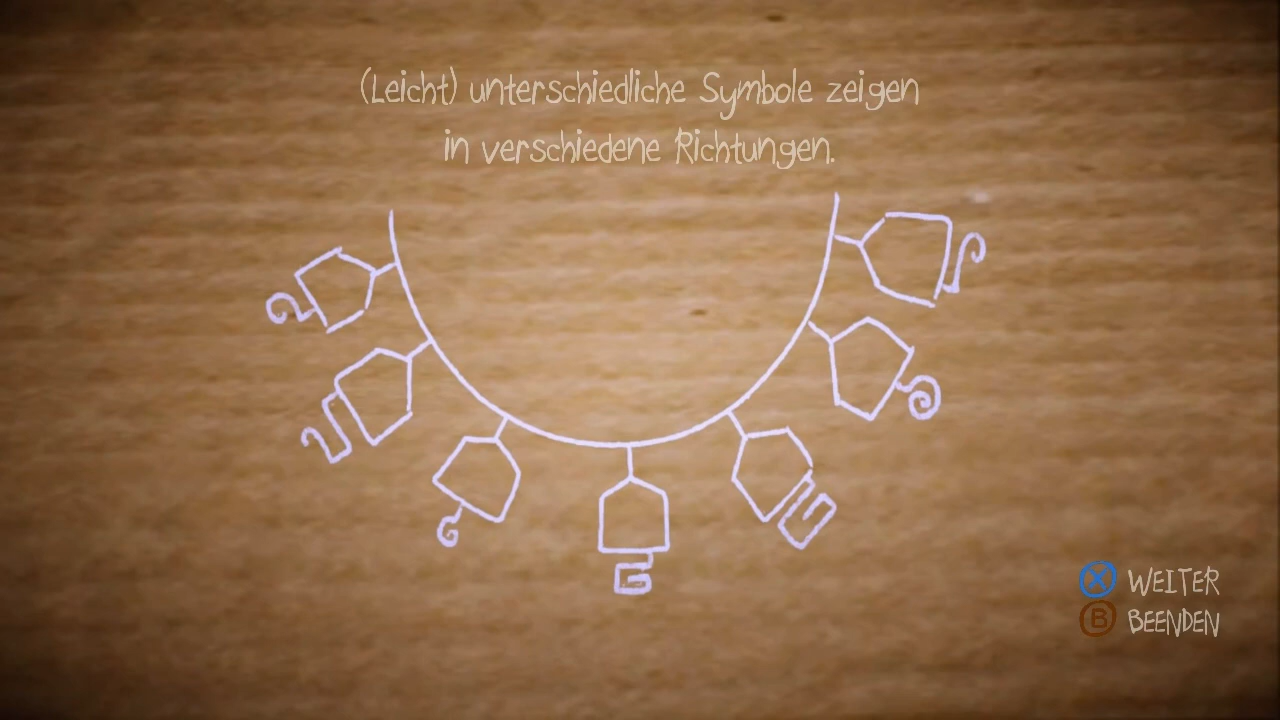 (Leicht) unterschiedliche Symbole zeigen
in verschiedene Richtungen.
X WEITER
B BEENDEN